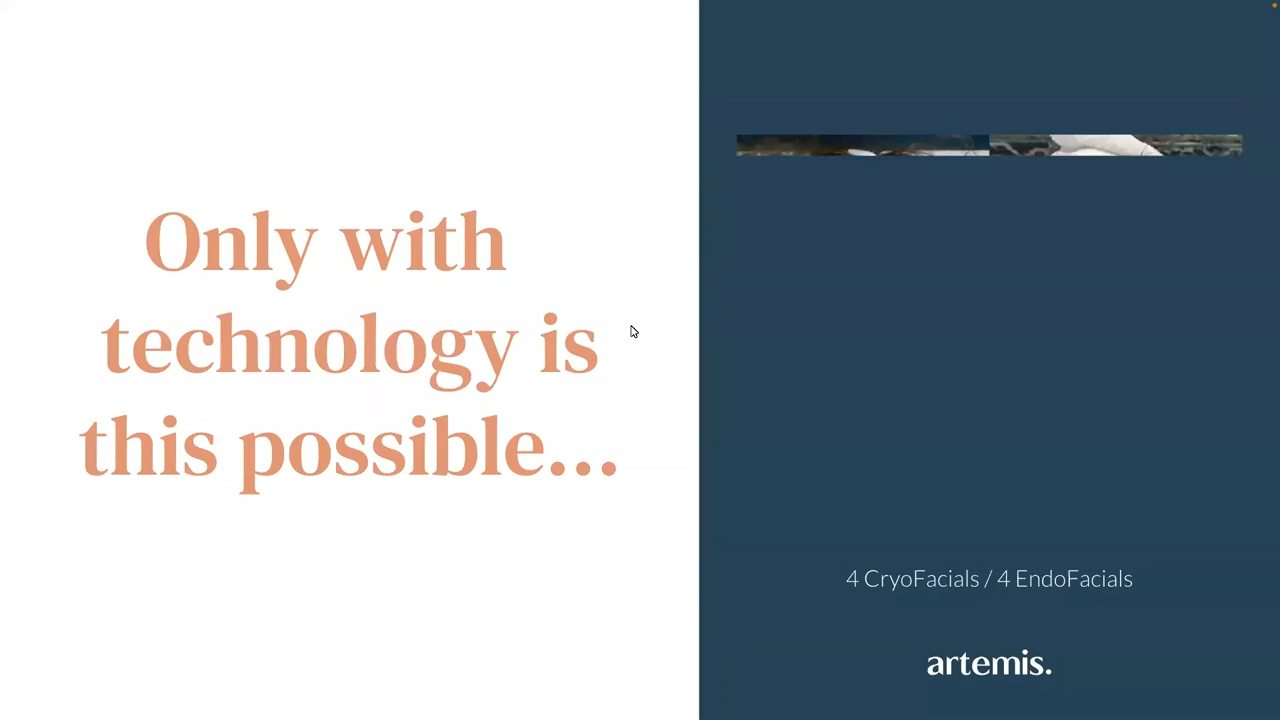 Only with
technology is
this possible...
4 CryoFacials / 4 EndoFacials
artemis.